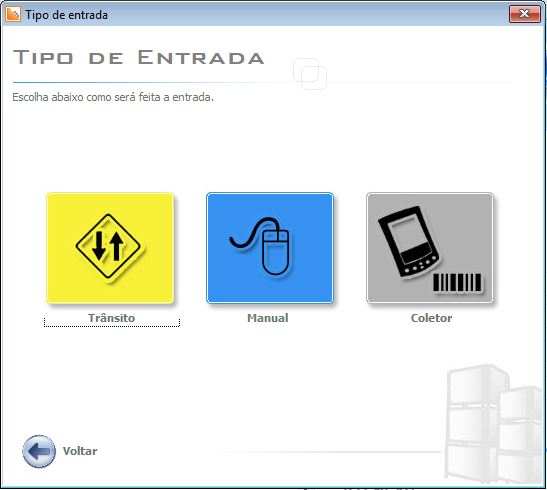 Tipo de entrada
TIPO DE ENTRADA
Escolha abaixo como será feita a entrada.
Trânsito
Manual
Coletor
Voltar